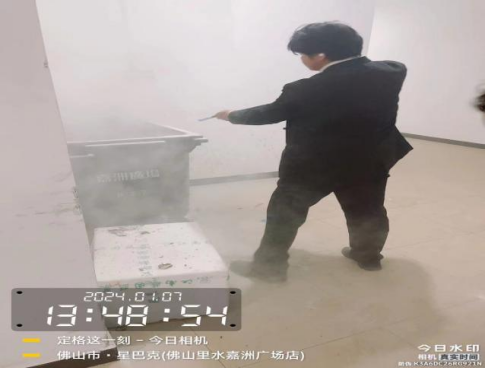 2024.01.07
13:48:54
定格这一刻 - 今日相机
佛山市·星巴克(佛山里水嘉洲广场店)
今日水印
相机 真实时间